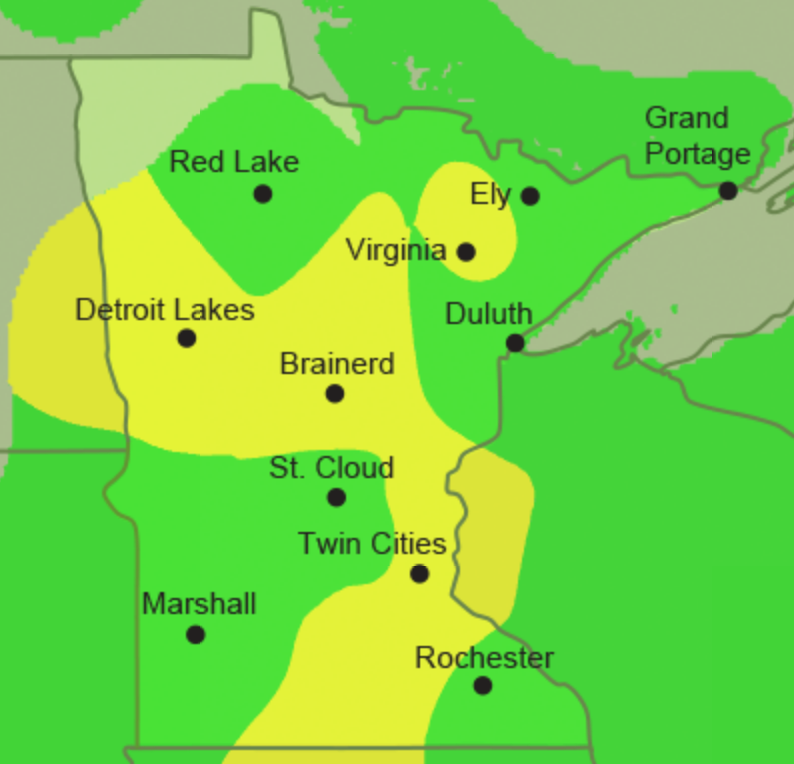 Grand
Portage
Red Lake
Ely
Virginia
Detroit Lakes
Duluth
Brainerd
St. Cloud
Twin Cities
Marshall
Rochester